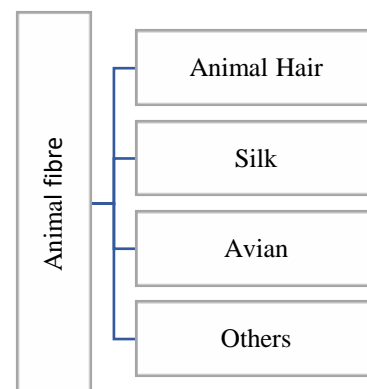 Animal fibre
Animal Hair
Silk
Avian
Others